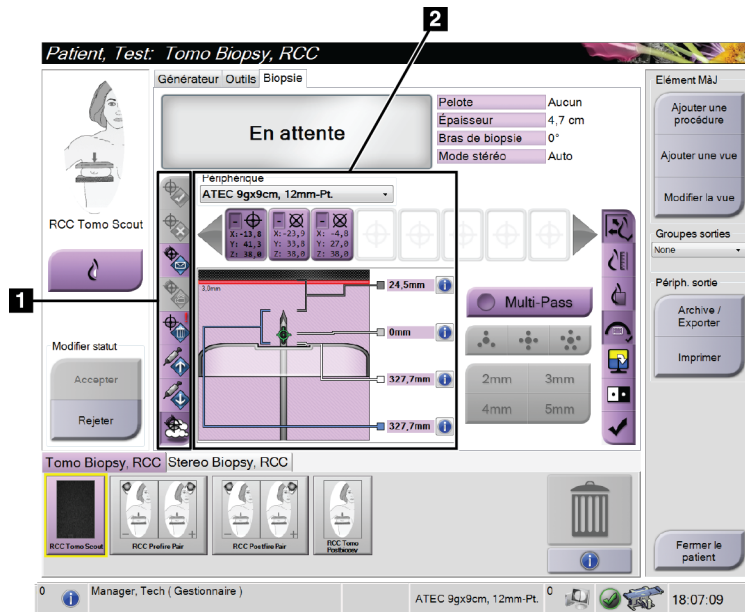 2
Patient, Test: Tomo Biopsy, RCC
Générateur Outils Biopsie
En attente
Pelote Aucun
Épaisseur 4,7 cm
Bras de biopsie 0°
Mode stéréo Auto
Elément MàJ
Ajouter une procédure
Ajouter une vue
Modifier la vue
Groupes sorties
None
Périph. sortie
Archive / Exporter
Imprimer
Fermer le patient
RCC Tomo Scout
1
Modifier statut
Accepter
Rejeter
Périphérique
ATEC 9gx9cm, 12mm-Pt.
X:-13,8
Y: 41,3
Z: 38,0
X:-23,9
Y: 33,8
Z: 38,0
X: -4,8
Y: 27,0
Z: 38,0
3,0mm
24,5mm
0mm
327,7mm
327,7mm
Multi-Pass
2mm 3mm
4mm 5mm
Tomo Biopsy, RCC Stereo Biopsy, RCC
RCC Tomo Scout
RCC Prefire Pair
RCC Postfire Pair
RCC Tomo Postbiopsy
0 Manager, Tech ( Gestionnaire ) ATEC 9gx9cm, 12mm-Pt. 0 18:07:09